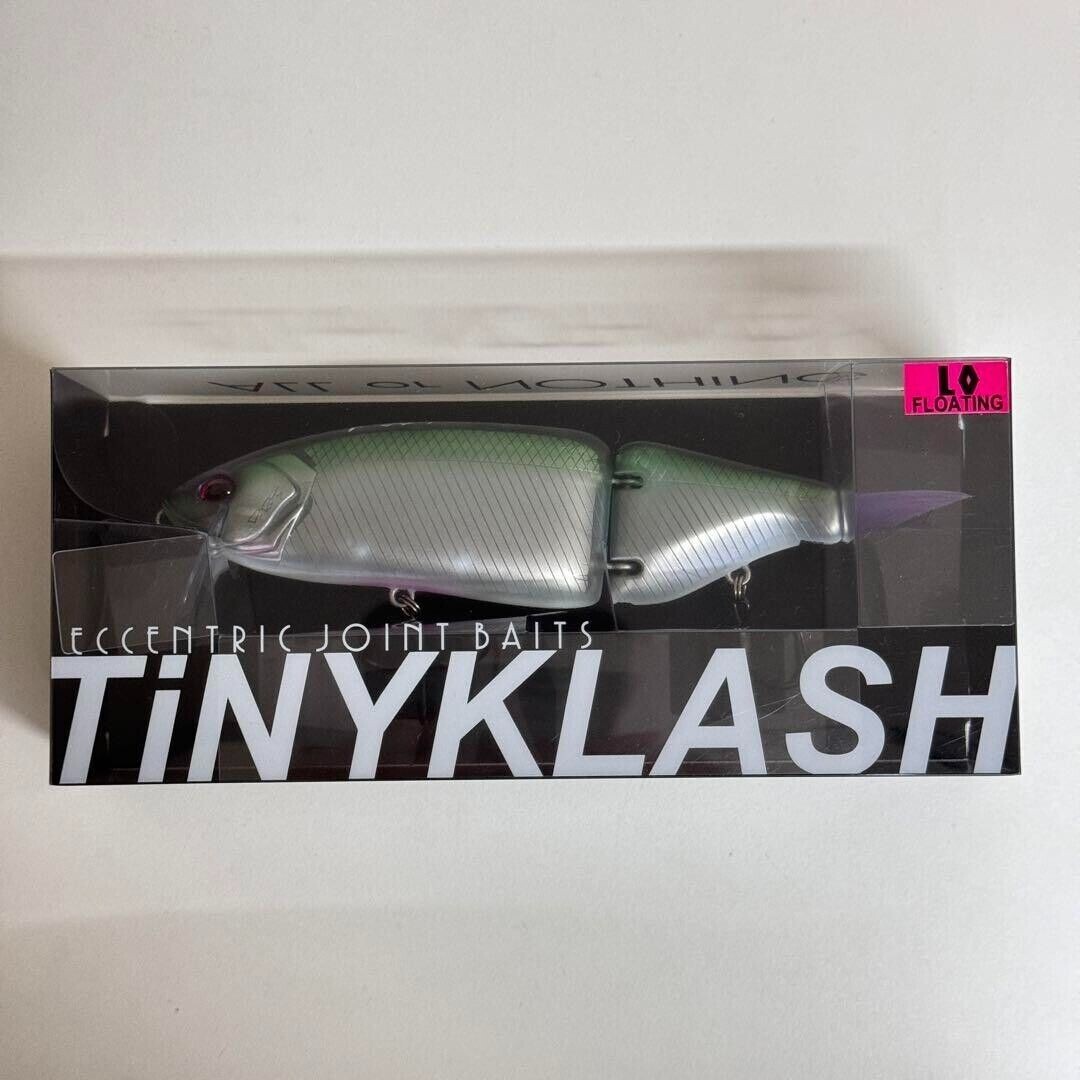 ALL or NOTHING
LO
FLOATING
ECCENTRIC JOINT BAITS
TiNYKLASH